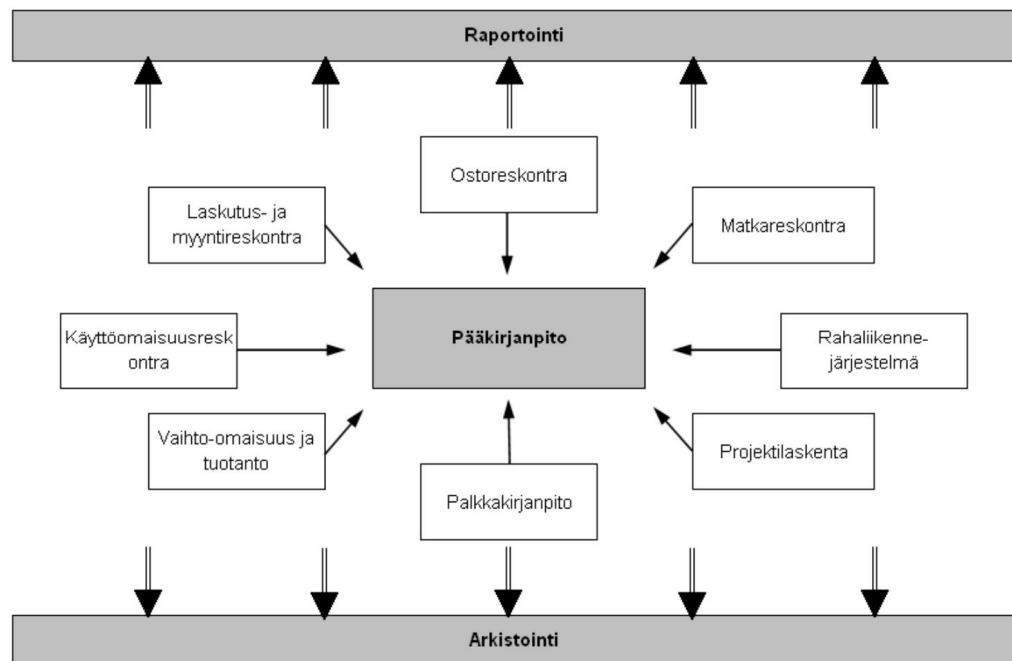 Raportointi
Ostoreskontra
Laskutus- ja
myyntireskontra
Matkareskontra
Käyttöomaisuusresk
ontra
Pääkirjanpito
Rahaliikenne-
järjestelmä
Vaihto-omaisuus ja
tuotanto
Projektilaskenta
Palkkakirjanpito
Arkistointi